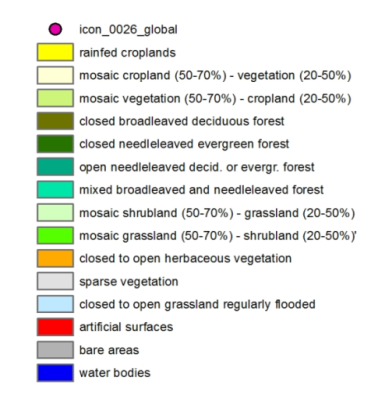 icon_0026_global
rainfed croplands
mosaic cropland (50-70%) - vegetation (20-50%)
mosaic vegetation (50-70%) - cropland (20-50%)
closed broadleaved deciduous forest
closed needleleaved evergreen forest
open needleleaved decid. or evergr. forest
mixed broadleaved and needleleaved forest
mosaic shrubland (50-70%) - grassland (20-50%)
mosaic grassland (50-70%) - shrubland (20-50%)'
closed to open herbaceous vegetation
sparse vegetation
closed to open grassland regularly flooded
artificial surfaces
bare areas
water bodies